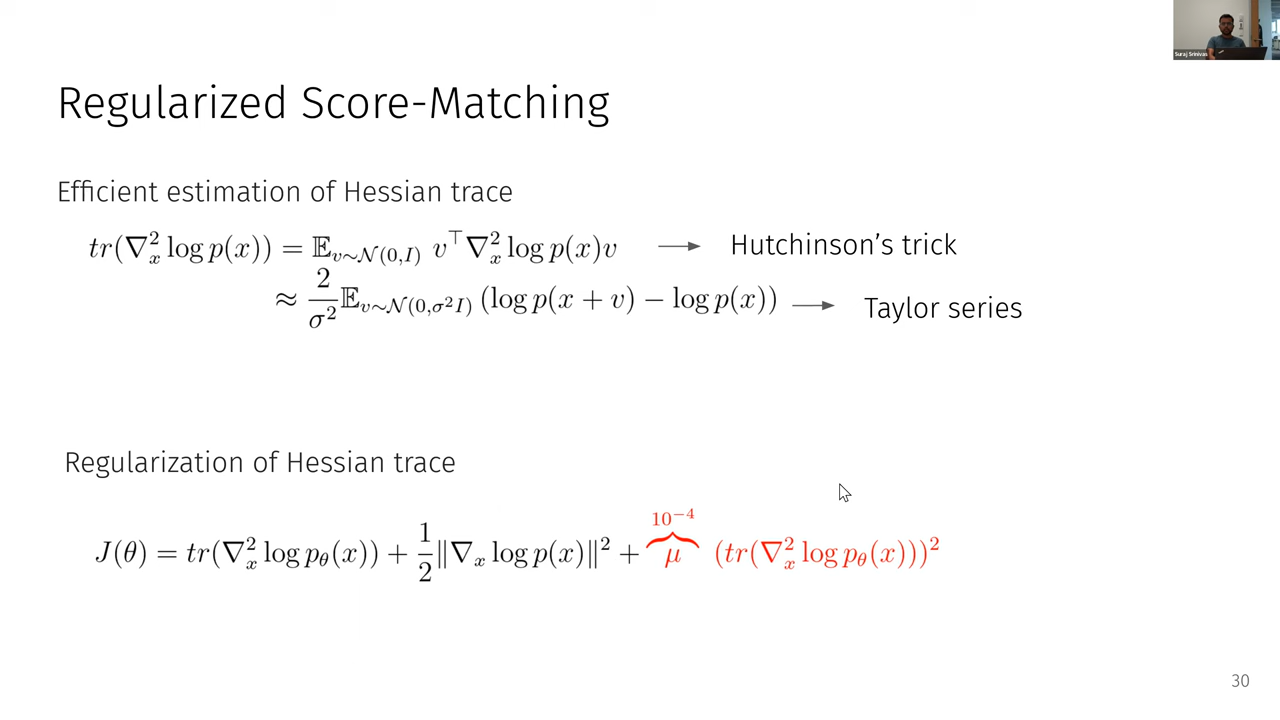 Suraj Srinivas
Regularized Score-Matching
Efficient estimation of Hessian trace
tr(∇²ₓ log p(x)) = 𝔼_{v∼𝒩(0,I)} v^⊤∇²ₓ log p(x)v → Hutchinson's trick
≈ 2/σ² 𝔼_{v∼𝒩(0,σ²I)} (log p(x + v) − log p(x)) → Taylor series
Regularization of Hessian trace
J(θ) = tr(∇²ₓ log p_θ(x)) + 1/2 ‖∇ₓ log p(x)‖² + μ (tr(∇²ₓ log p_θ(x)))²
10⁻⁴
30